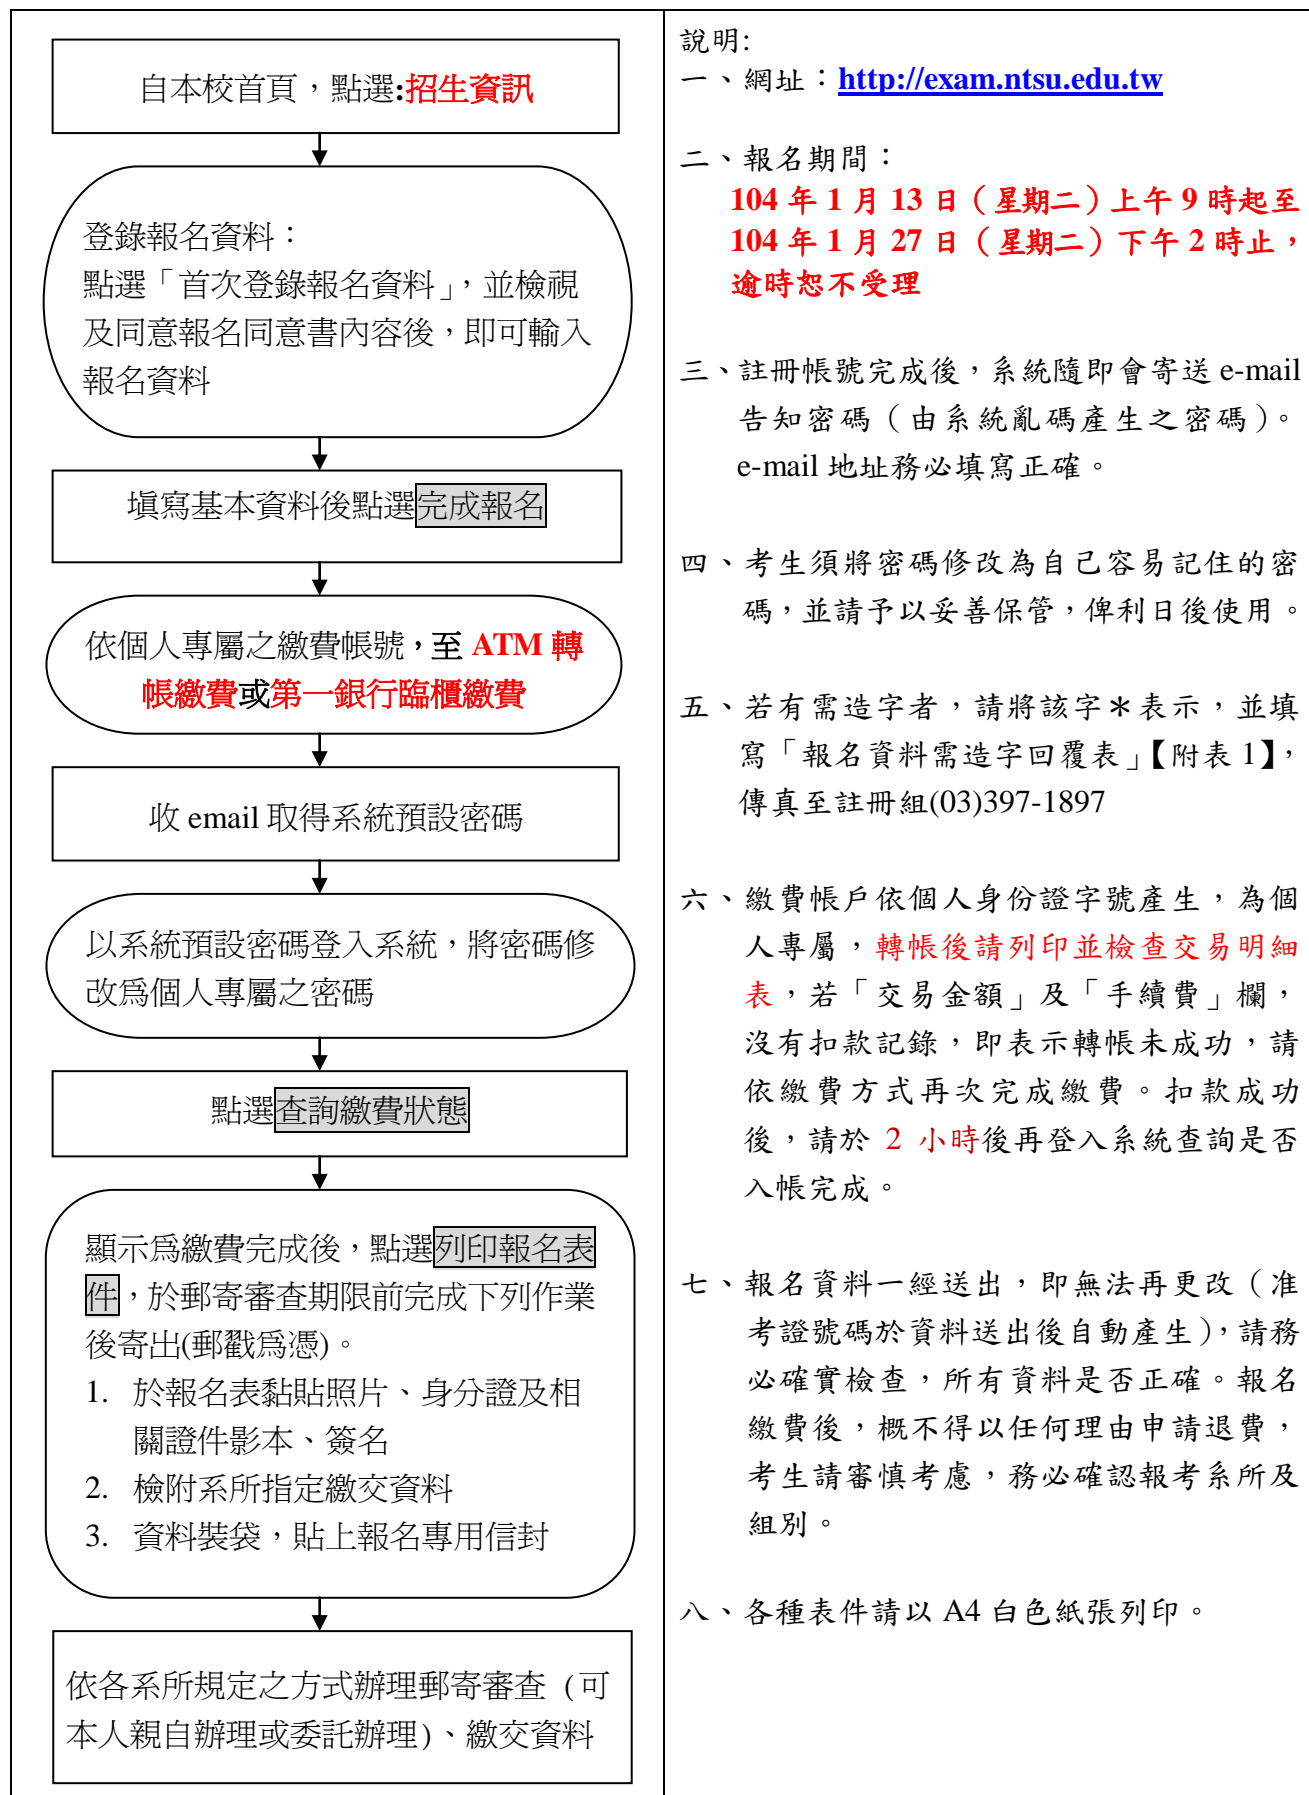 自本校首頁，點選:招生資訊
登錄報名資料：
點選「首次登錄報名資料」，並檢視
及同意報名同意書內容後，即可輸入
報名資料
填寫基本資料後點選完成報名
依個人專屬之繳費帳號，至 ATM 轉
帳繳費或第一銀行臨櫃繳費
收 email 取得系統預設密碼
以系統預設密碼登入系統，將密碼修
改為個人專屬之密碼
點選查詢繳費狀態
顯示為繳費完成後，點選列印報名表
件，於郵寄審查期限前完成下列作業
後寄出(郵戳為憑)。
1. 於報名表黏貼照片、身分證及相
關證件影本、簽名
2. 檢附系所指定繳交資料
3. 資料裝袋，貼上報名專用信封
依各系所規定之方式辦理郵寄審查（可
本人親自辦理或委託辦理）、繳交資料
說明:
一、網址：http://exam.ntsu.edu.tw
二、報名期間：
104 年 1 月 13 日（星期二）上午 9 時起至
104 年 1 月 27 日（星期二）下午 2 時止，
逾時恕不受理
三、註冊帳號完成後，系統隨即會寄送 e-mail
告知密碼（由系統亂碼產生之密碼）。
e-mail 地址務必填寫正確。
四、考生須將密碼修改為自己容易記住的密
碼，並請予以妥善保管，俾利日後使用。
五、若有需造字者，請將該字＊表示，並填
寫「報名資料需造字回覆表」【附表 1】，
傳真至註冊組(03)397-1897
六、繳費帳戶依個人身份證字號產生，為個
人專屬，轉帳後請列印並檢查交易明細
表，若「交易金額」及「手續費」欄，
沒有扣款記錄，即表示轉帳未成功，請
依繳費方式再次完成繳費。扣款成功
後，請於 2 小時後再登入系統查詢是否
入帳完成。
七、報名資料一經送出，即無法再更改（准
考證號碼於資料送出後自動產生），請務
必確實檢查，所有資料是否正確。報名
繳費後，概不得以任何理由申請退費，
考生請審慎考慮，務必確認報考系所及
組別。
八、各種表件請以 A4 白色紙張列印。